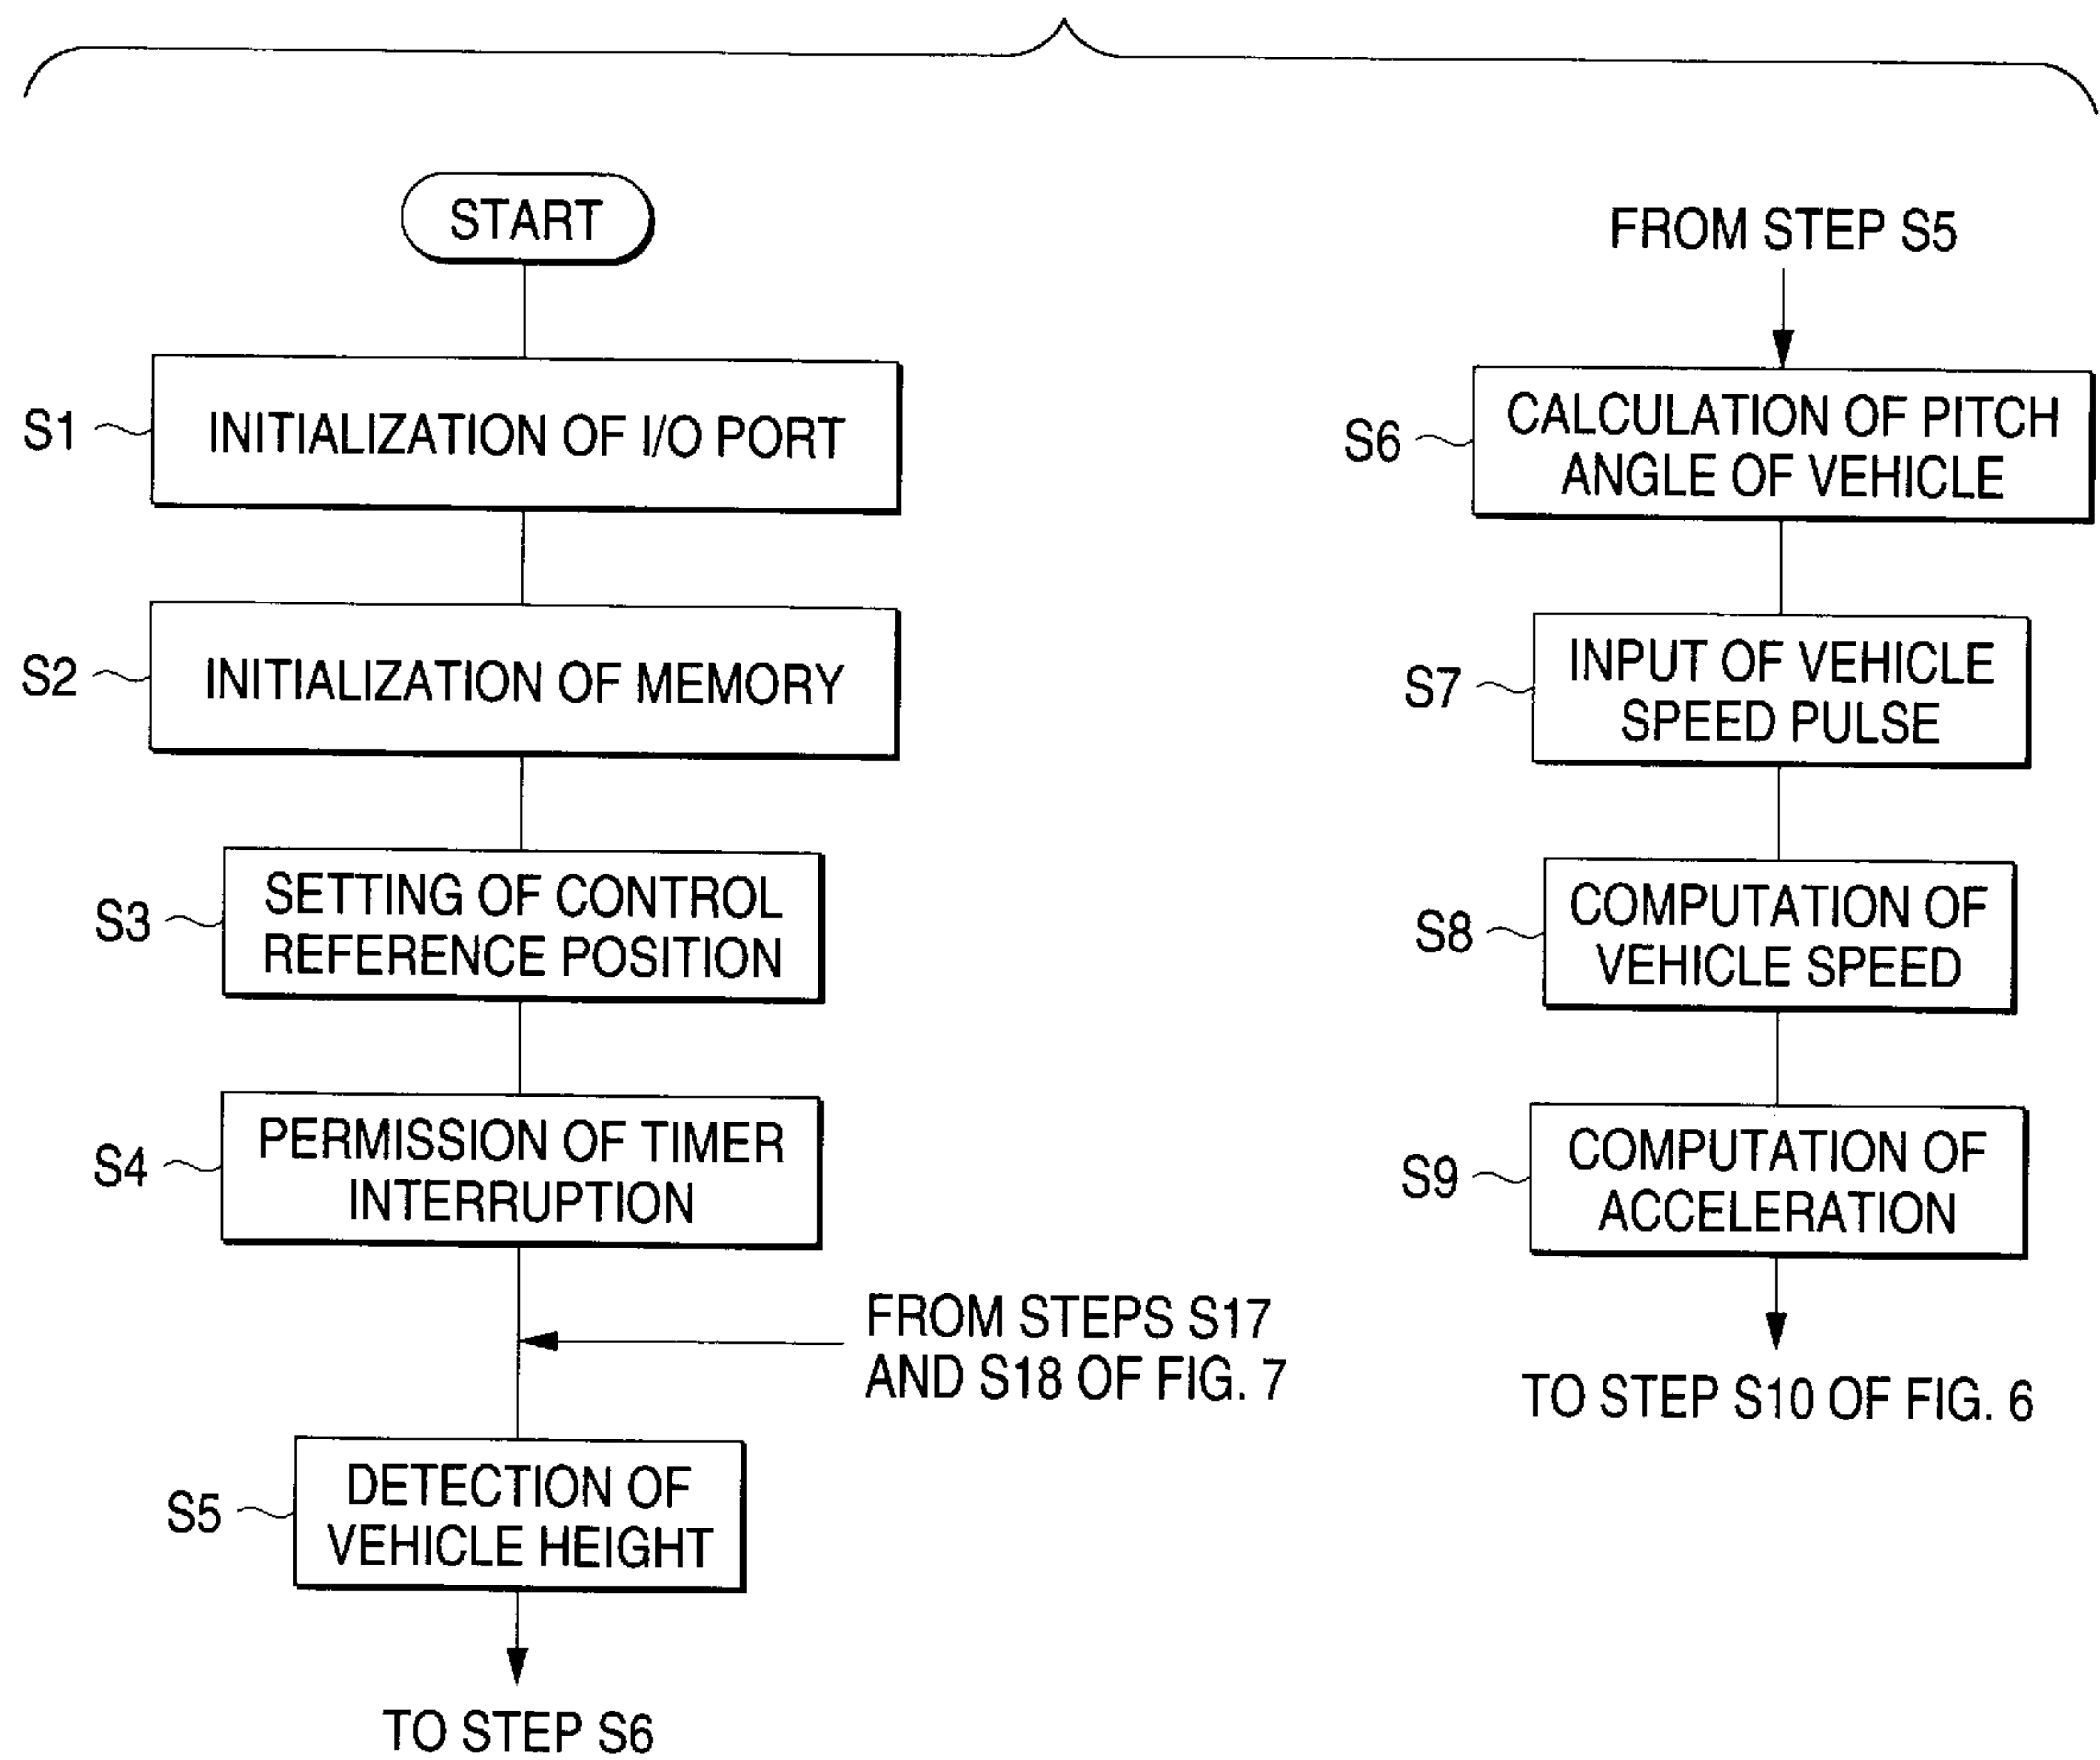 START
S1
INITIALIZATION OF I/O PORT
S2
INITIALIZATION OF MEMORY
S3
SETTING OF CONTROL
REFERENCE POSITION
S4
PERMISSION OF TIMER
INTERRUPTION
FROM STEPS S17
AND S18 OF FIG. 7
S5
DETECTION OF
VEHICLE HEIGHT
TO STEP S6
FROM STEP S5
S6
CALCULATION OF PITCH
ANGLE OF VEHICLE
S7
INPUT OF VEHICLE
SPEED PULSE
S8
COMPUTATION OF
VEHICLE SPEED
S9
COMPUTATION OF
ACCELERATION
TO STEP S10 OF FIG. 6